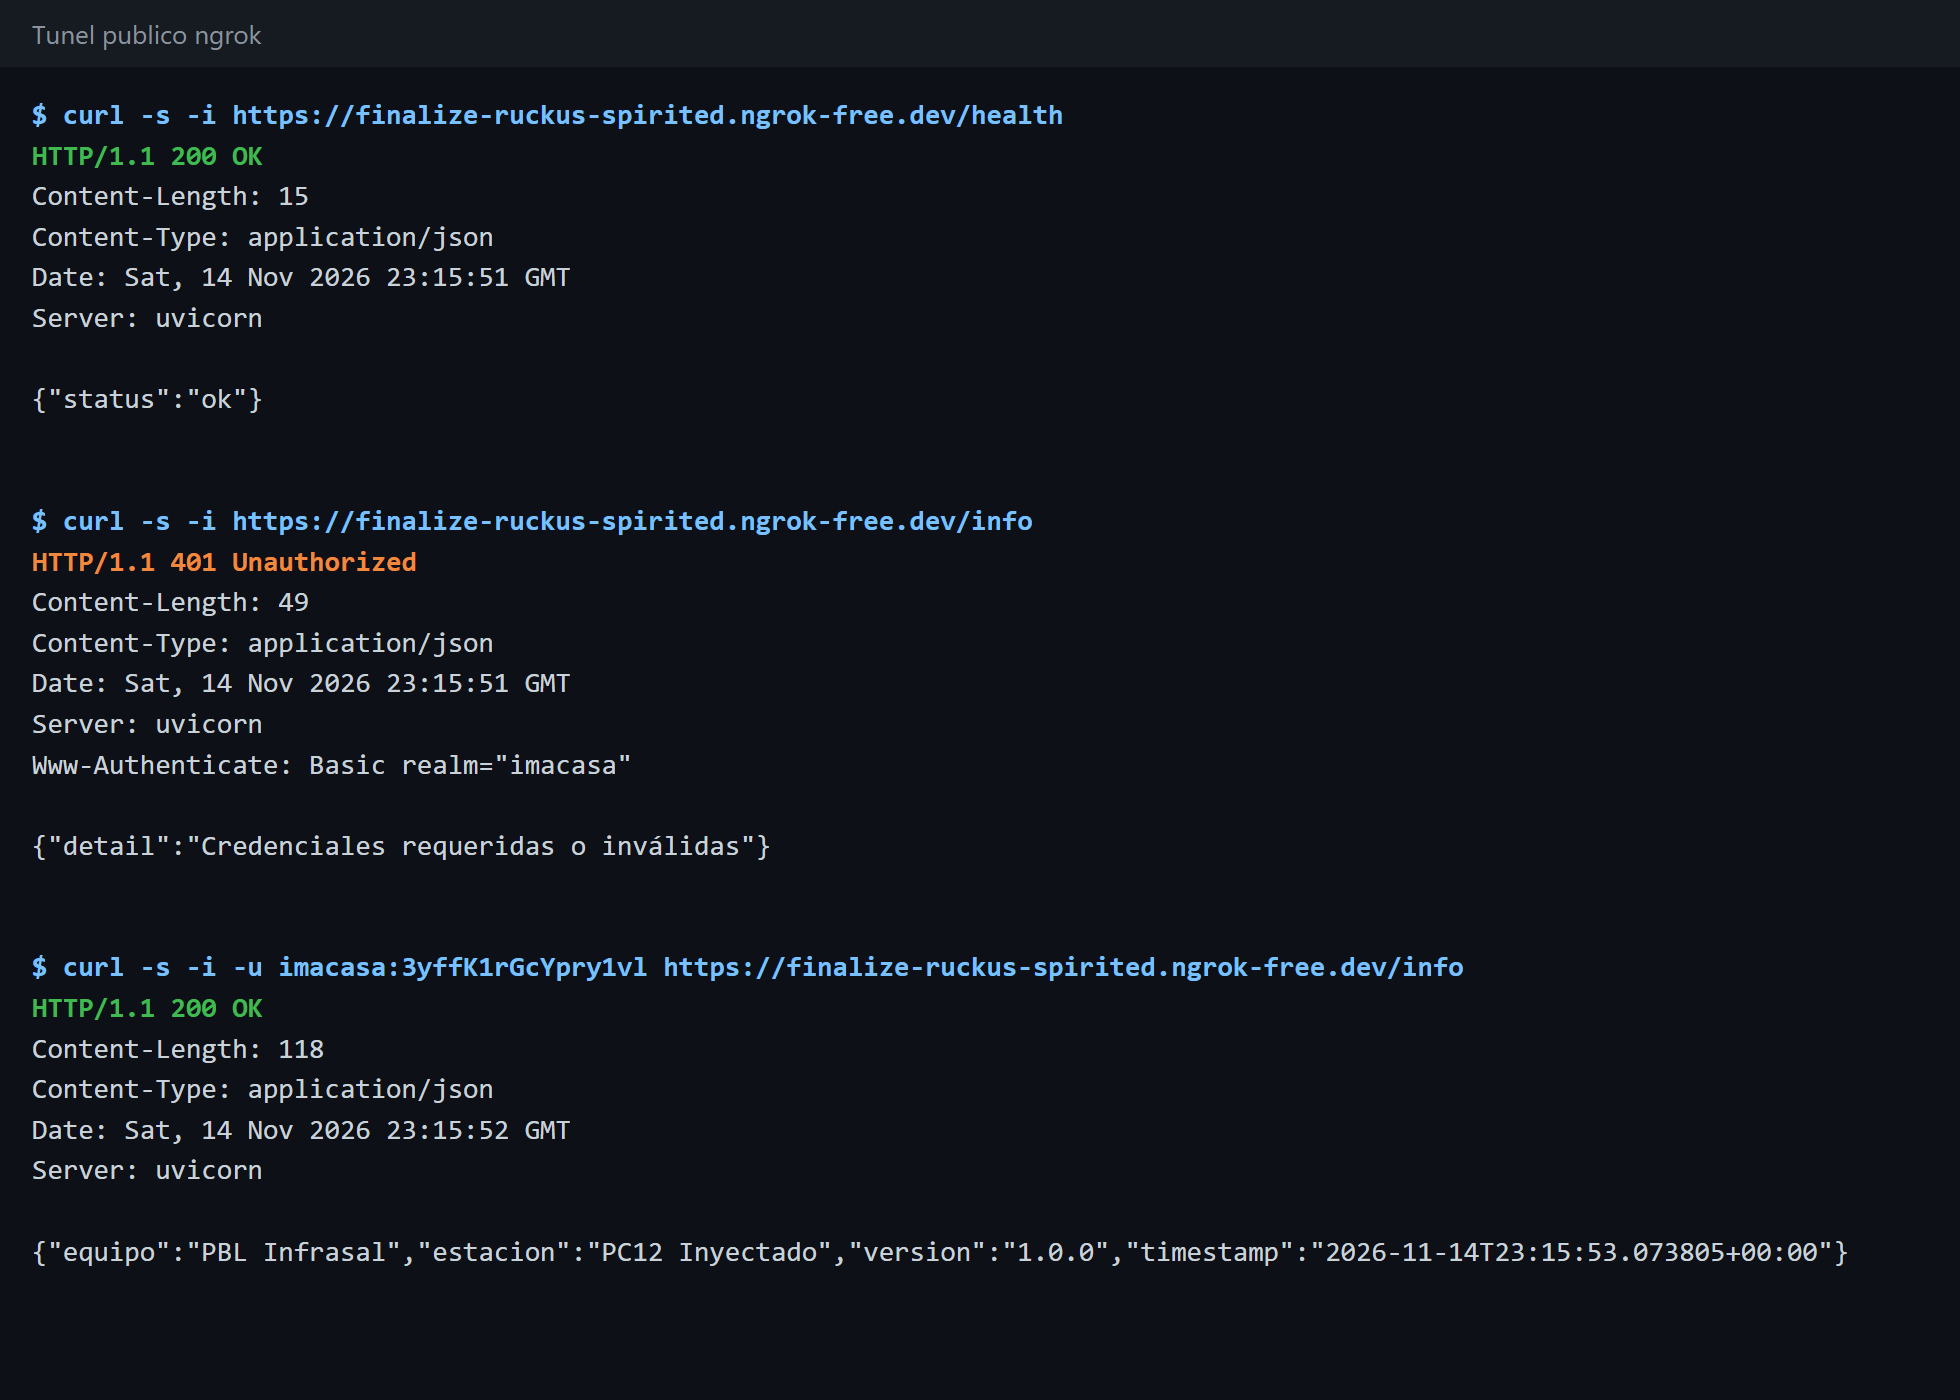 Tunel publico ngrok
$ curl -s -i https://finalize-ruckus-spirited.ngrok-free.dev/health
HTTP/1.1 200 OK
Content-Length: 15
Content-Type: application/json
Date: Sat, 14 Nov 2026 23:15:51 GMT
Server: uvicorn
{"status":"ok"}
$ curl -s -i https://finalize-ruckus-spirited.ngrok-free.dev/info
HTTP/1.1 401 Unauthorized
Content-Length: 49
Content-Type: application/json
Date: Sat, 14 Nov 2026 23:15:51 GMT
Server: uvicorn
Www-Authenticate: Basic realm="imacasa"
{"detail":"Credenciales requeridas o inválidas"}
$ curl -s -i -u imacasa:3yffK1rGcYpry1vl https://finalize-ruckus-spirited.ngrok-free.dev/info
HTTP/1.1 200 OK
Content-Length: 118
Content-Type: application/json
Date: Sat, 14 Nov 2026 23:15:52 GMT
Server: uvicorn
{"equipo":"PBL Infrasal","estacion":"PC12 Inyectado","version":"1.0.0","timestamp":"2026-11-14T23:15:53.073805+00:00"}